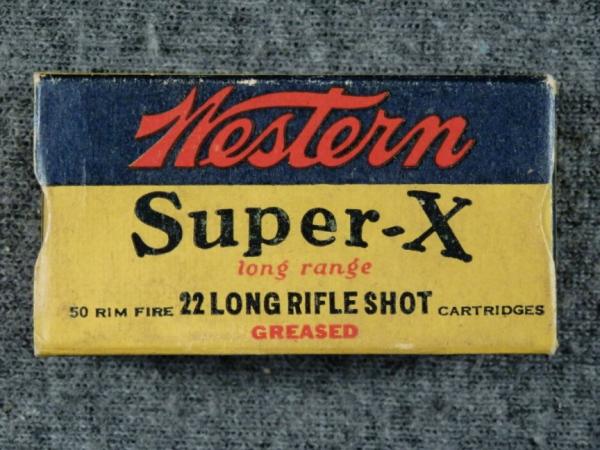 Western
Super-X
long range
50 RIM FIRE 22 LONG RIFLE SHOT CARTRIDGES
GREASED